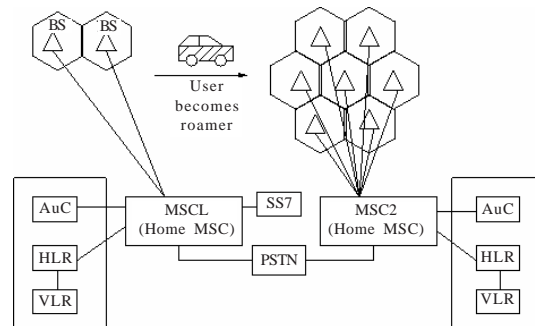 BS BS
User
becomes
roamer
AuC
HLR
VLR
MSCL
(Home MSC)
SS7
PSTN
MSC2
(Home MSC)
AuC
HLR
VLR